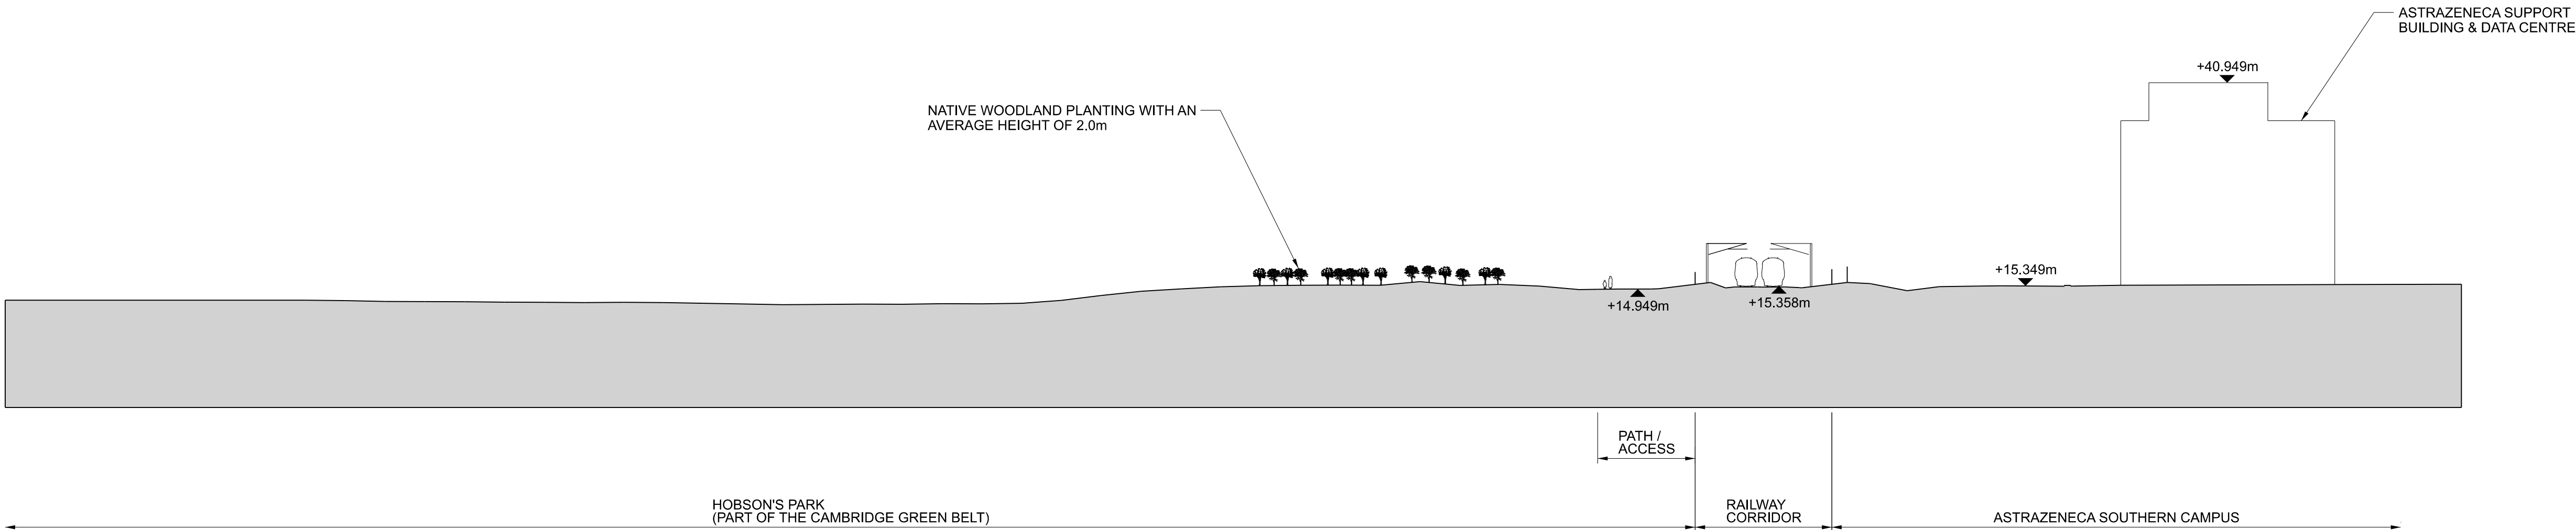 ASTRAZENECA SUPPORT
BUILDING & DATA CENTRE
+40.949m
NATIVE WOODLAND PLANTING WITH AN
AVERAGE HEIGHT OF 2.0m
+15.349m
+14.949m
+15.358m
PATH /
ACCESS
HOBSON'S PARK
(PART OF THE CAMBRIDGE GREEN BELT)
RAILWAY
CORRIDOR
ASTRAZENECA SOUTHERN CAMPUS